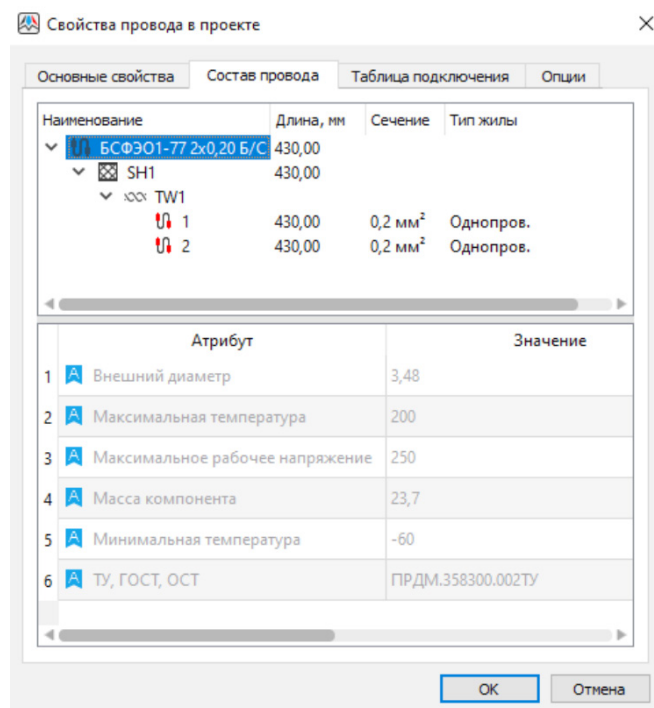 Свойства провода в проекте
Основные свойства Состав провода Таблица подключения Опции
Наименование Длина, мм Сечение Тип жилы
БСФЭО1-77 2х0,20 Б/С 430,00
SH1 430,00
TW1
1 430,00 0,2 мм² Однопров.
2 430,00 0,2 мм² Однопров.
Атрибут Значение
1 A Внешний диаметр 3,48
2 A Максимальная температура 200
3 A Максимальное рабочее напряжение 250
4 A Масса компонента 23,7
5 A Минимальная температура -60
6 A ТУ, ГОСТ, ОСТ ПРДМ.358300.002ТУ
ОК Отмена